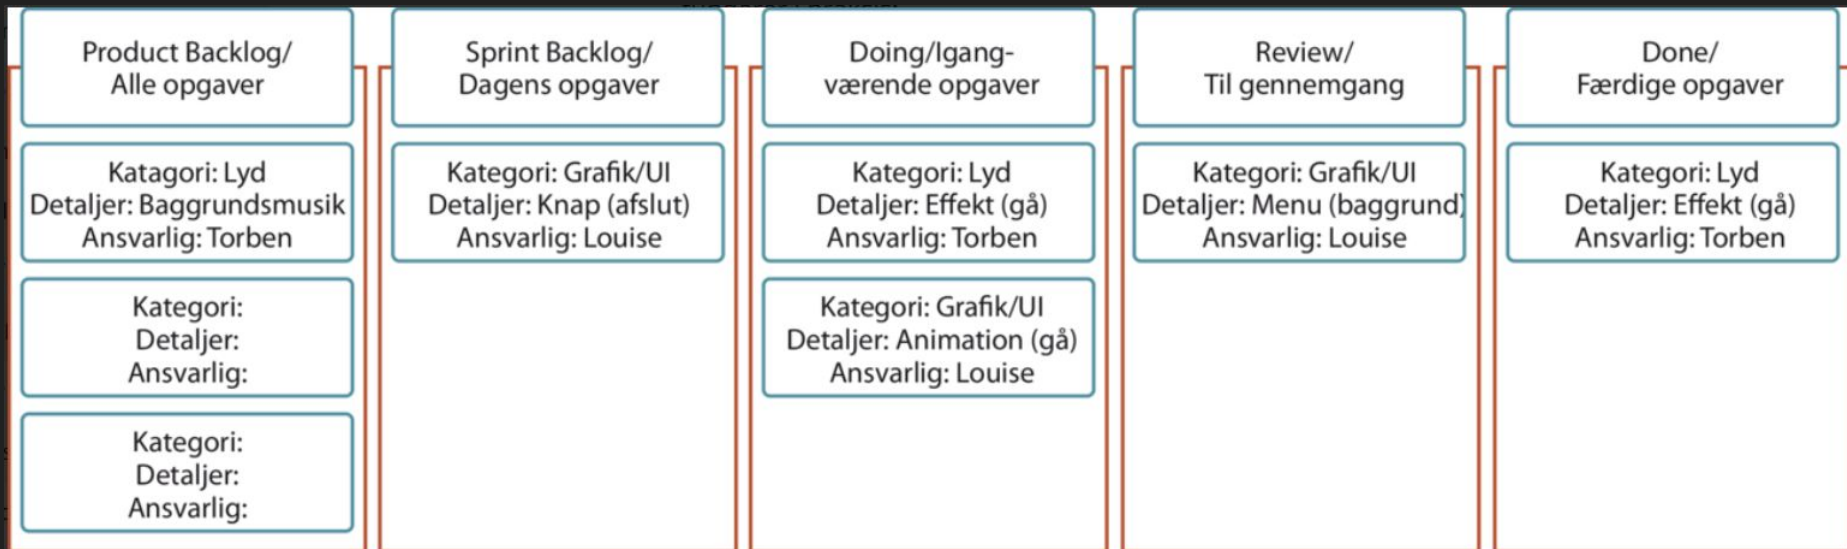 Product Backlog/
Alle opgaver
Katagori: Lyd
Detaljer: Baggrundsmusik
Ansvarlig: Torben
Kategori:
Detaljer:
Ansvarlig:
Kategori:
Detaljer:
Ansvarlig:
Sprint Backlog/
Dagens opgaver
Kategori: Grafik/UI
Detaljer: Knap (afslut)
Ansvarlig: Louise
Doing/Igang-
værende opgaver
Kategori: Lyd
Detaljer: Effekt (gå)
Ansvarlig: Torben
Kategori: Grafik/UI
Detaljer: Animation (gå)
Ansvarlig: Louise
Review/
Til gennemgang
Kategori: Grafik/UI
Detaljer: Menu (baggrund)
Ansvarlig: Louise
Done/
Færdige opgaver
Kategori: Lyd
Detaljer: Effekt (gå)
Ansvarlig: Torben